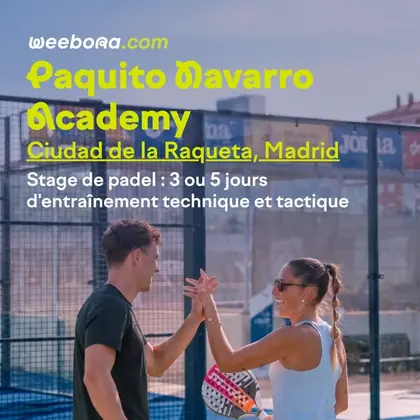 weebora.com
Paquito Navarro
Academy
Ciudad de la Raqueta, Madrid
Stage de padel : 3 ou 5 jours
d'entraînement technique et tactique
Joma